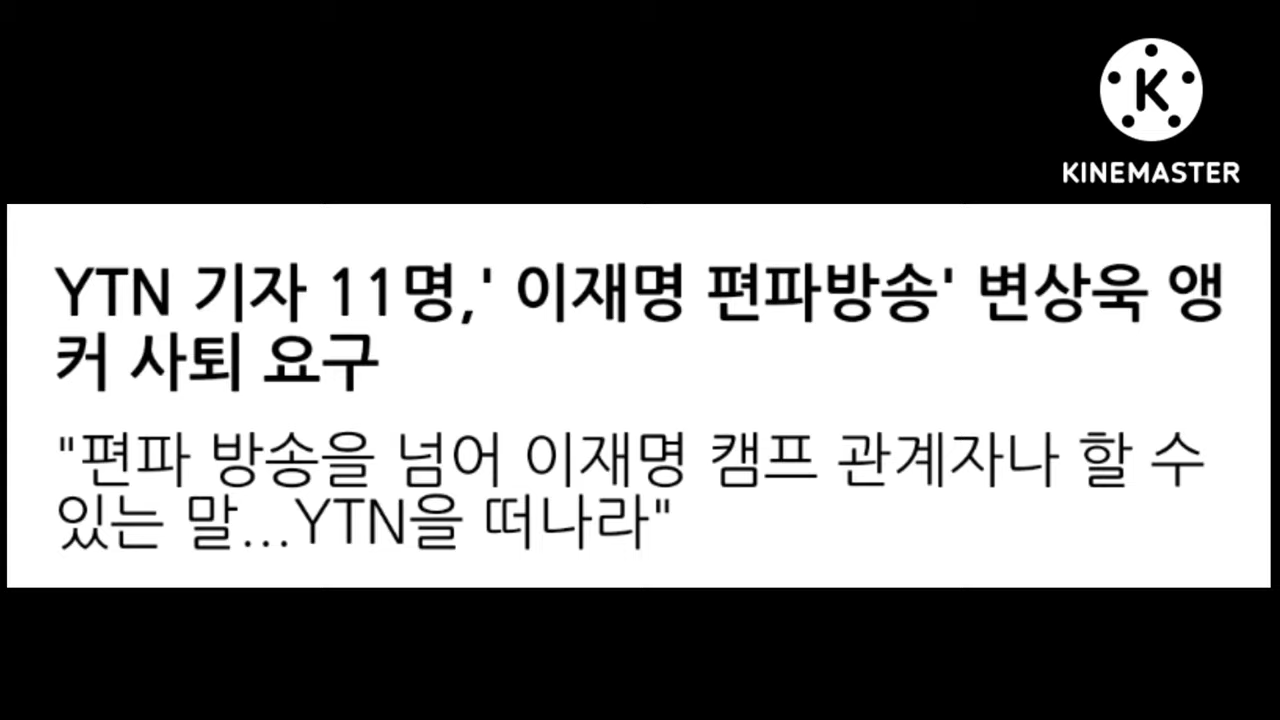 KINEMASTER
YTN 기자 11명,' 이재명 편파방송' 변상욱 앵
커 사퇴 요구
"편파 방송을 넘어 이재명 캠프 관계자나 할 수
있는 말...YTN을 떠나라"